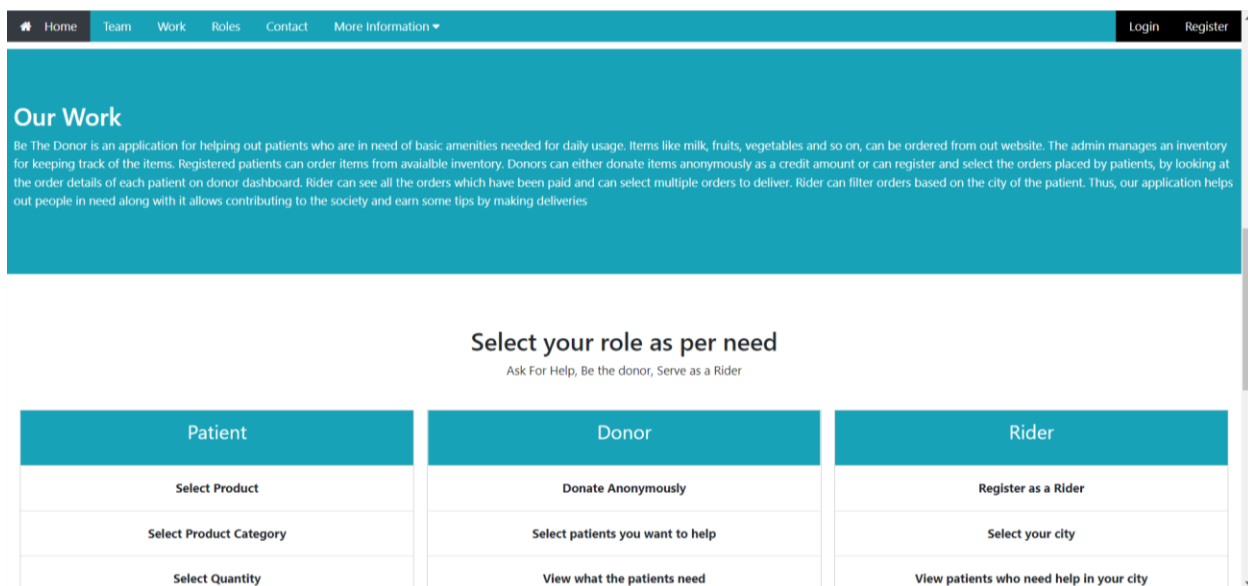 Home Team Work Roles Contact More Information Login Register
Our Work
Be The Donor is an application for helping out patients who are in need of basic amenities needed for daily usage. Items like milk, fruits, vegetables and so on, can be ordered from out website. The admin manages an inventory
for keeping track of the items. Registered patients can order items from avaialble inventory. Donors can either donate items anonymously as a credit amount or can register and select the orders placed by patients, by looking at
the order details of each patient on donor dashboard. Rider can see all the orders which have been paid and can select multiple orders to deliver. Rider can filter orders based on the city of the patient. Thus, our application helps
out people in need along with it allows contributing to the society and earn some tips by making deliveries
Select your role as per need
Ask For Help, Be the donor, Serve as a Rider
Patient
Select Product
Select Product Category
Select Quantity
Donor
Donate Anonymously
Select patients you want to help
View what the patients need
Rider
Register as a Rider
Select your city
View patients who need help in your city